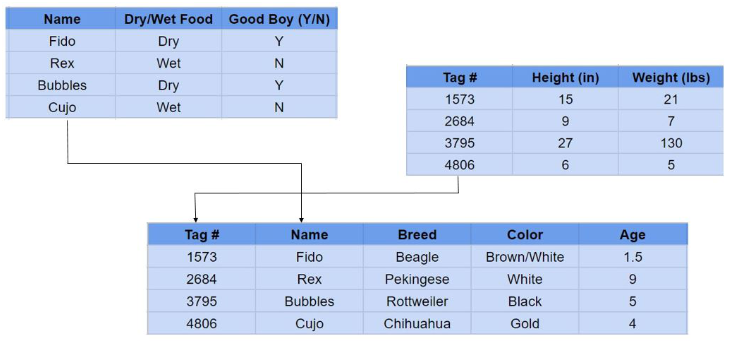 Name Dry/Wet Food Good Boy (Y/N)
Fido Dry Y
Rex Wet N
Bubbles Dry Y
Cujo Wet N
Tag # Height (in) Weight (lbs)
1573 15 21
2684 9 7
3795 27 130
4806 6 5
Tag # Name Breed Color Age
1573 Fido Beagle Brown/White 1.5
2684 Rex Pekingese White 9
3795 Bubbles Rottweiler Black 5
4806 Cujo Chihuahua Gold 4